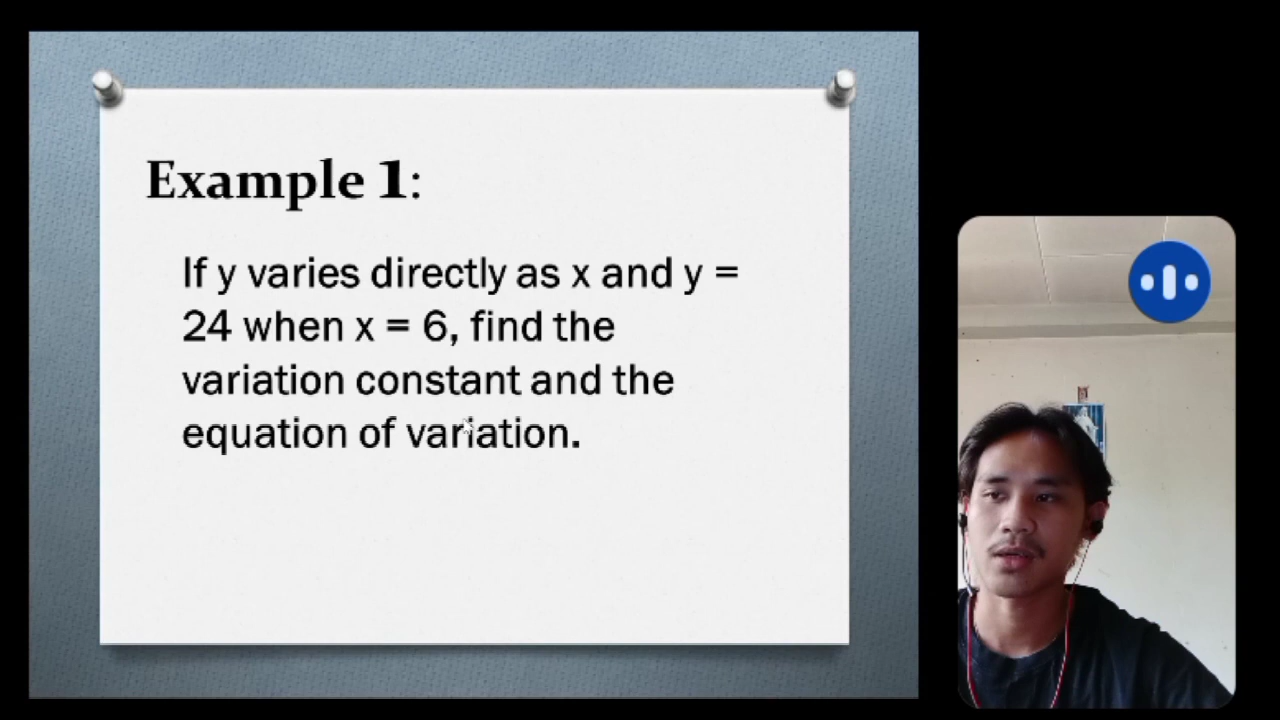 Example 1:
If y varies directly as x and y =
24 when x = 6, find the
variation constant and the
equation of variation.